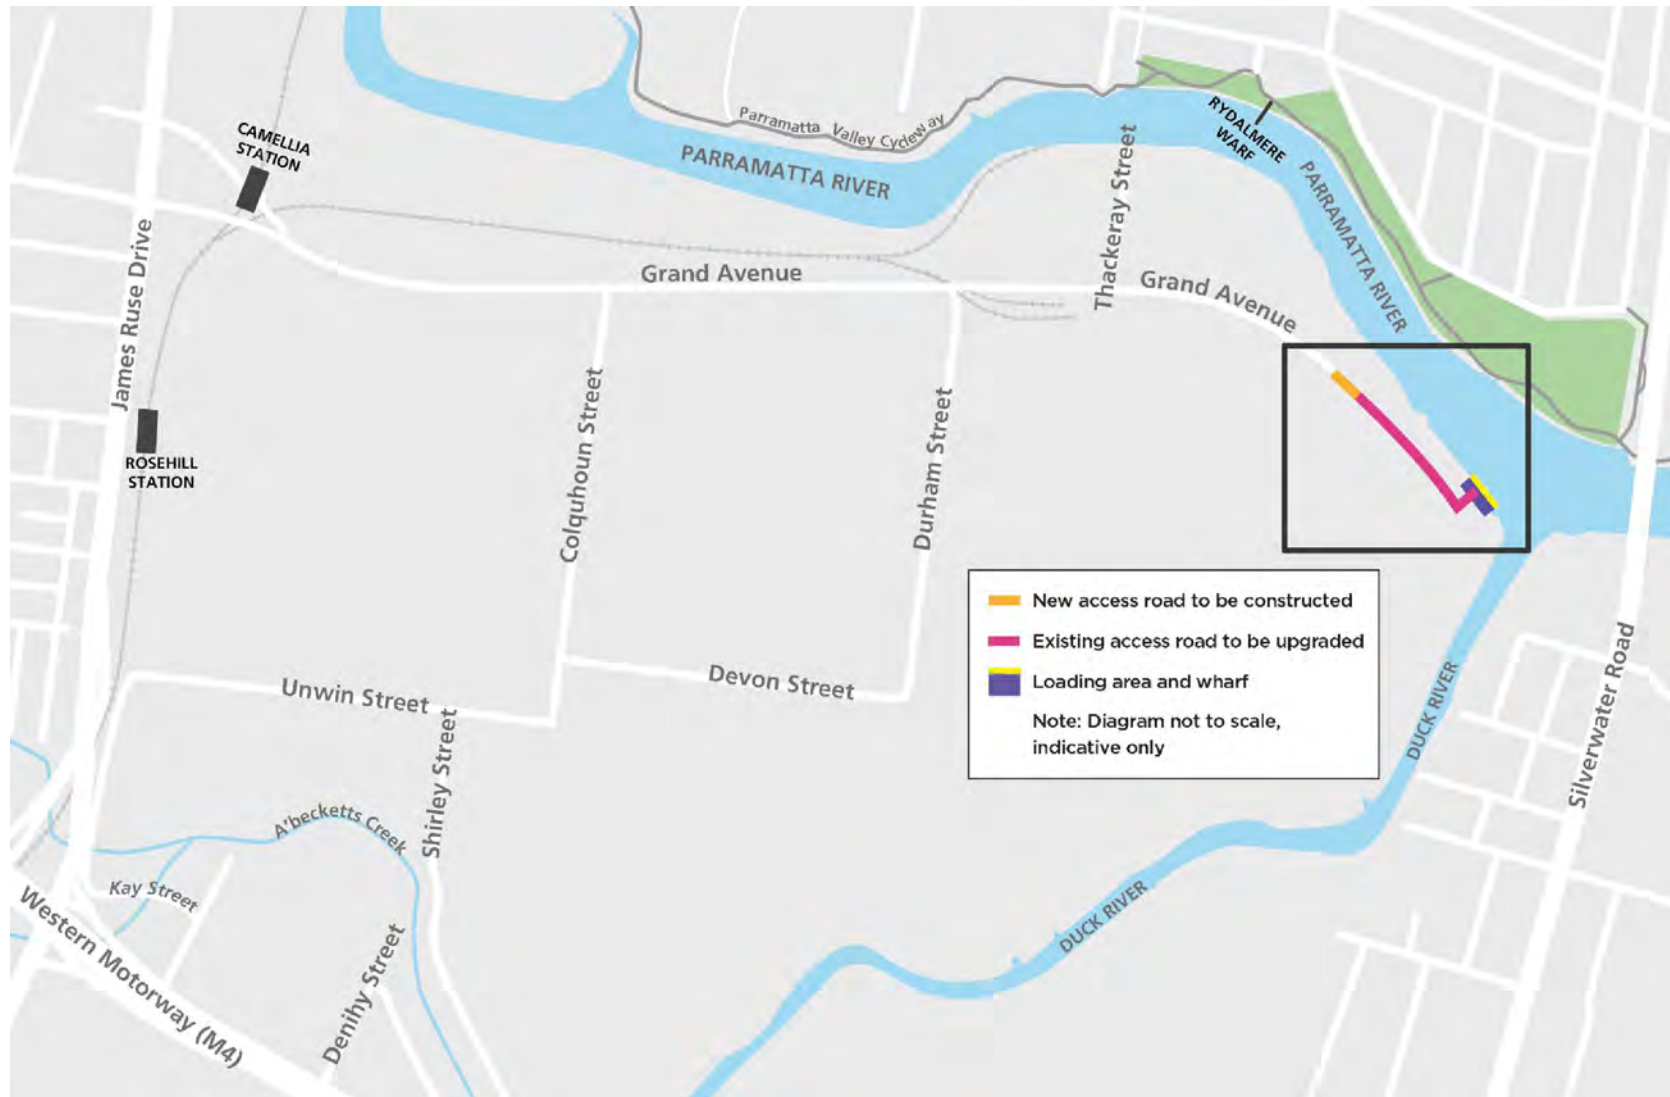 CAMELLIA
STATION
Parramatta Valley Cycleway
PARRAMATTA RIVER
RYDALMERE
WARF
PARRAMATTA RIVER
James Ruse Drive
Grand Avenue
Thackeray Street
Grand Avenue
ROSEHILL
STATION
Colquhoun Street
Durham Street
New access road to be constructed
Existing access road to be upgraded
Loading area and wharf
Note: Diagram not to scale,
indicative only
Unwin Street
Devon Street
DUCK RIVER
Silverwater Road
Shirley Street
A'becketts Creek
Kay Street
DUCK RIVER
Western Motorway (M4)
Denihy Street